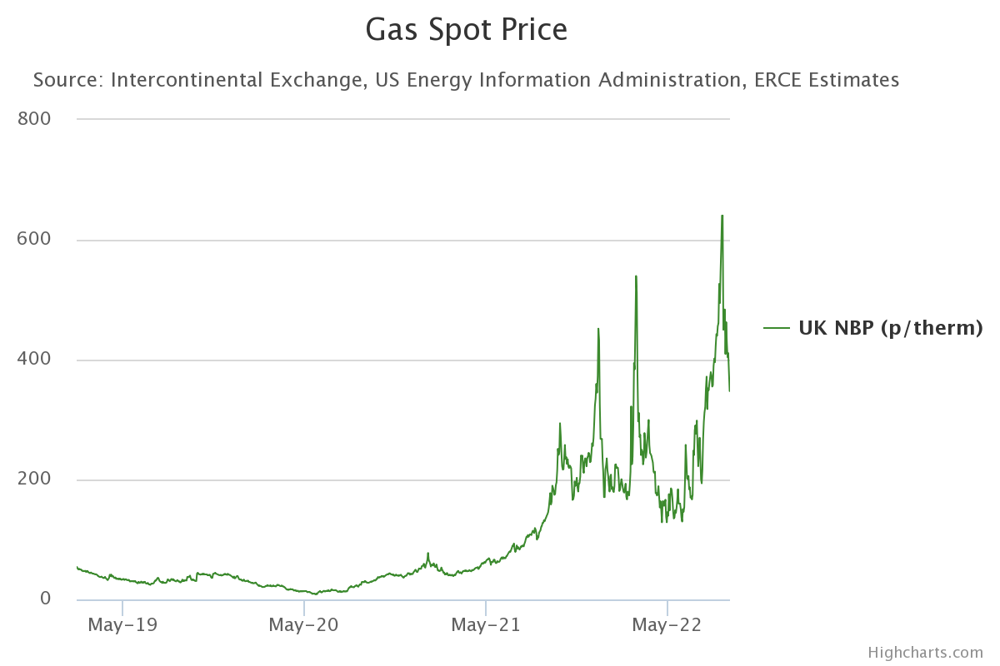 Gas Spot Price
Source: Intercontinental Exchange, US Energy Information Administration, ERCE Estimates
800
600
400
200
0
May-19 May-20 May-21 May-22
UK NBP (p/therm)
Highcharts.com